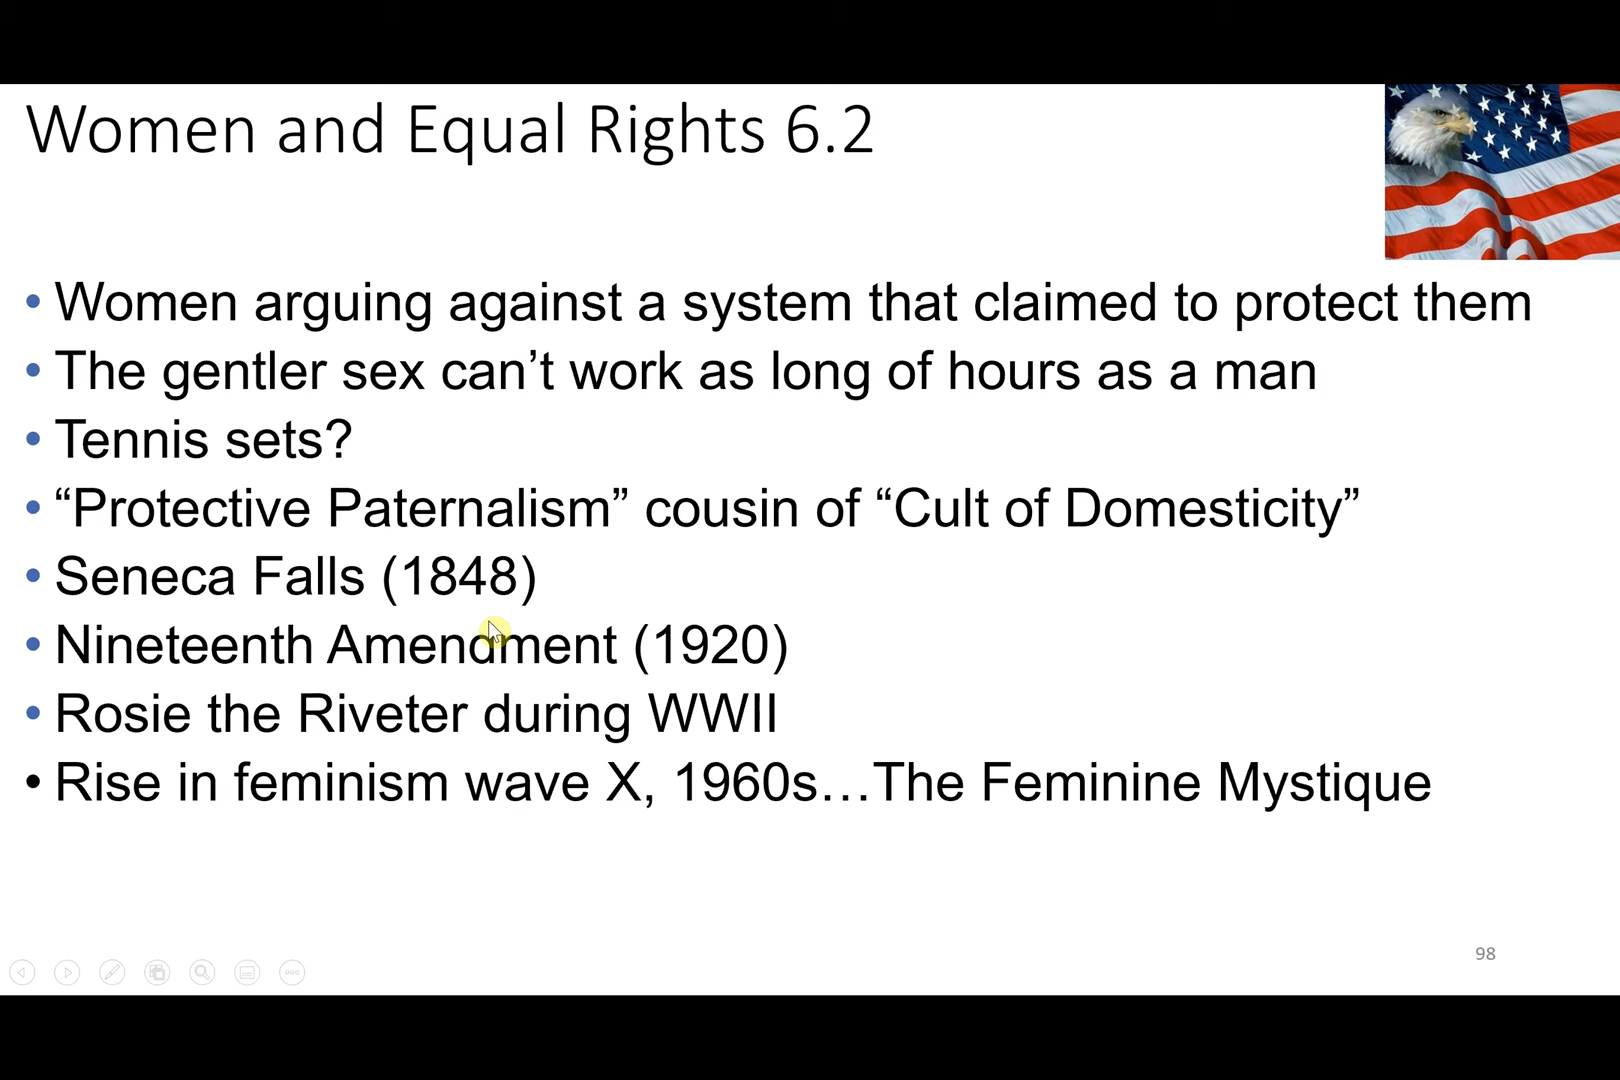 Women and Equal Rights 6.2
• Women arguing against a system that claimed to protect them
• The gentler sex can’t work as long of hours as a man
• Tennis sets?
• “Protective Paternalism” cousin of “Cult of Domesticity”
• Seneca Falls (1848)
• Nineteenth Amendment (1920)
• Rosie the Riveter during WWII
• Rise in feminism wave X, 1960s…The Feminine Mystique
98